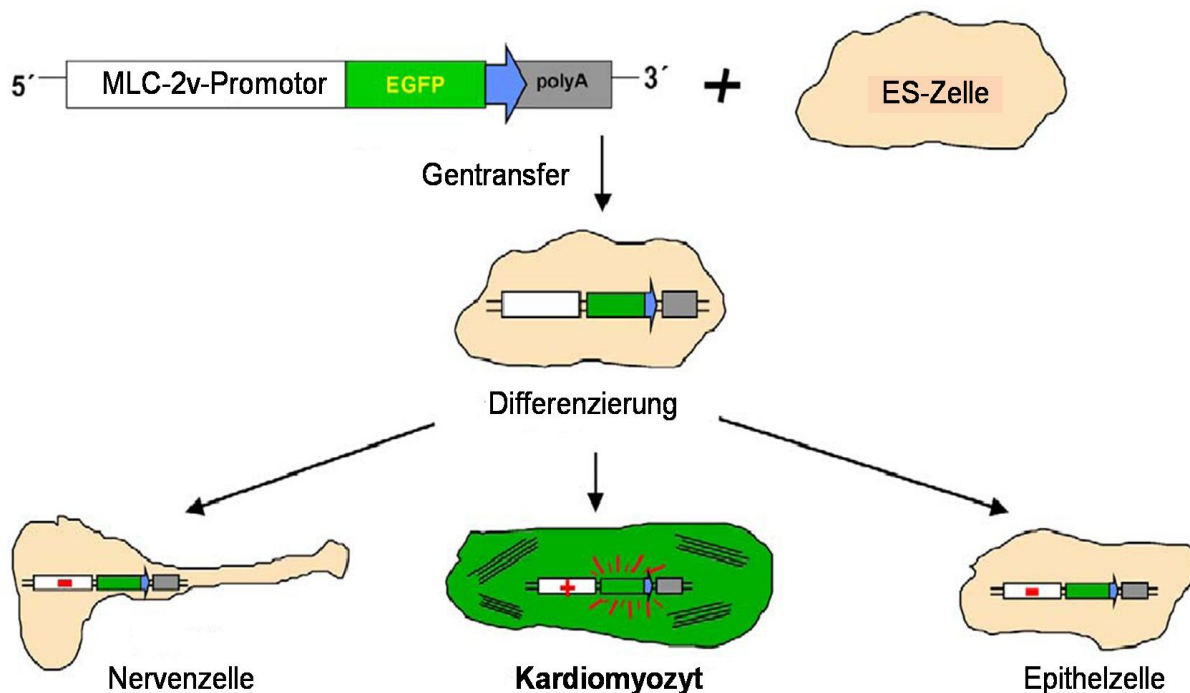 5´ MLC-2v-Promotor EGFP polyA 3´ + ES-Zelle
Gentransfer
Differenzierung
Nervenzelle Kardiomyozyt Epithelzelle